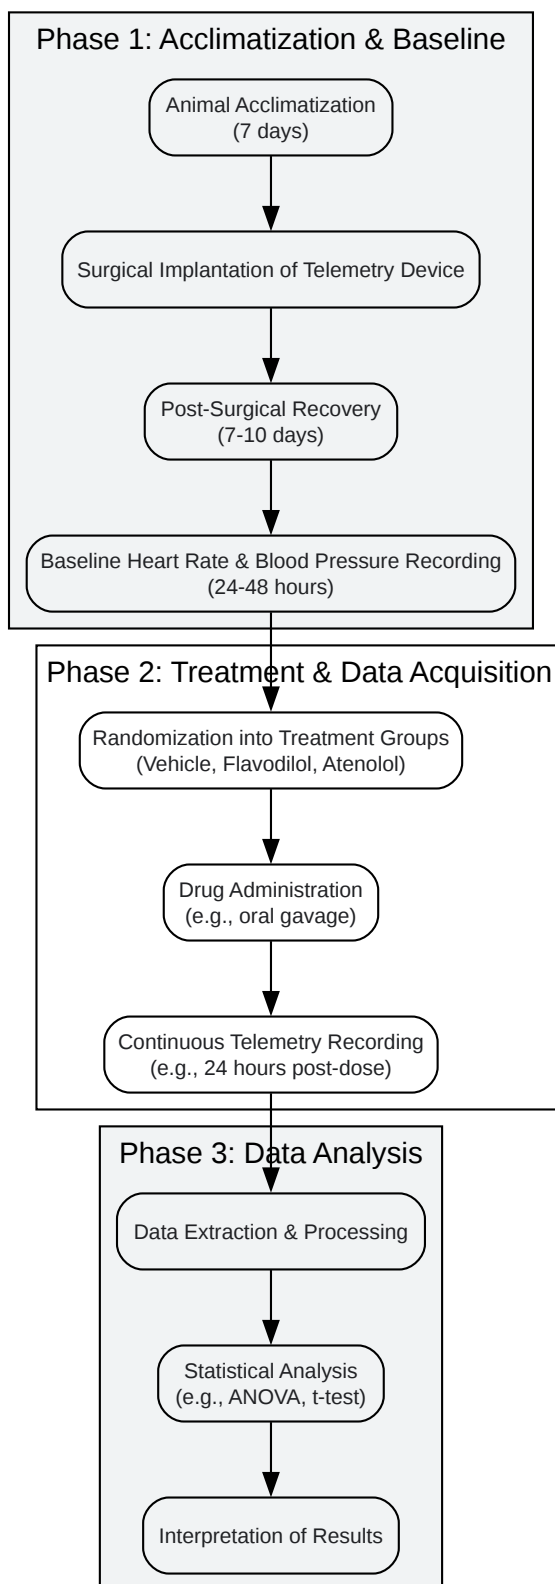 Phase 1: Acclimatization & Baseline
Animal Acclimatization
(7 days)
Surgical Implantation of Telemetry Device
Post-Surgical Recovery
(7-10 days)
Baseline Heart Rate & Blood Pressure Recording
(24-48 hours)
Phase 2: Treatment & Data Acquisition
Randomization into Treatment Groups
(Vehicle, Flavodilol, Atenolol)
Drug Administration
(e.g., oral gavage)
Continuous Telemetry Recording
(e.g., 24 hours post-dose)
Phase 3: Data Analysis
Data Extraction & Processing
Statistical Analysis
(e.g., ANOVA, t-test)
Interpretation of Results